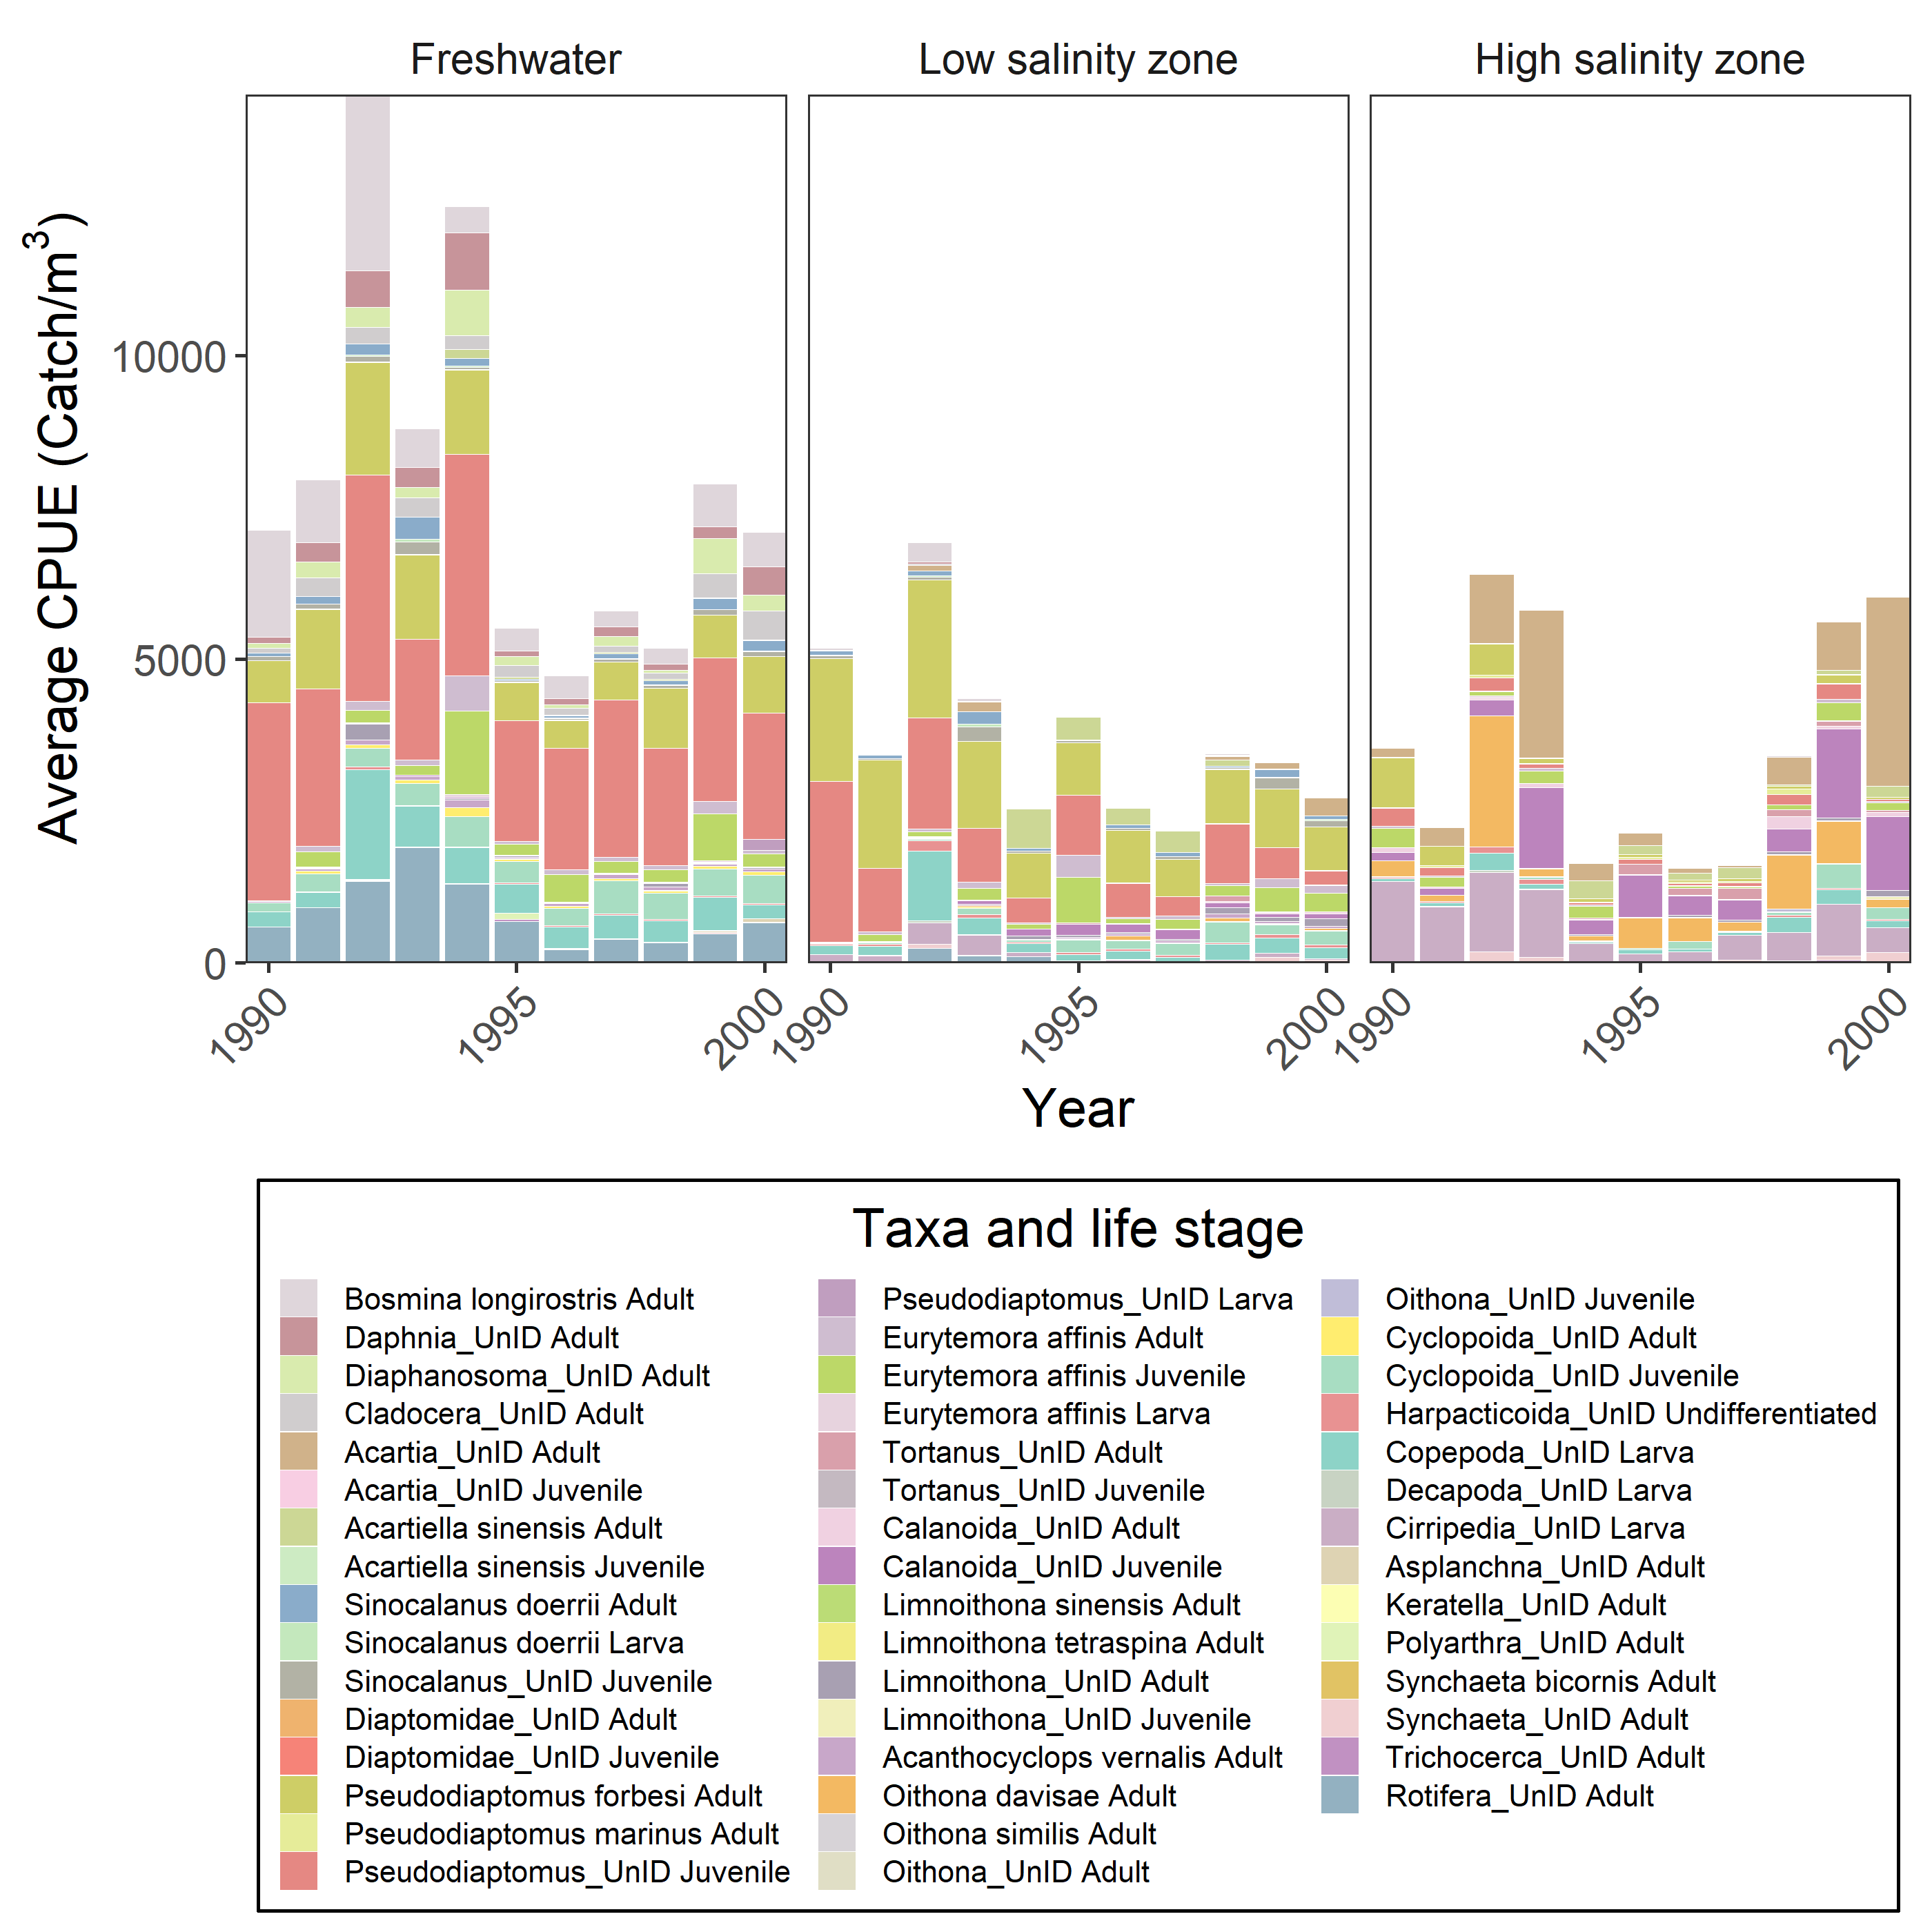 Freshwater
Low salinity zone
High salinity zone
Average CPUE (Catch/m³)
10000
5000
0
1990
1995
2000
1990
1995
2000
1990
1995
2000
Year
Taxa and life stage
Bosmina longirostris Adult
Daphnia_UnID Adult
Diaphanosoma_UnID Adult
Cladocera_UnID Adult
Acartia_UnID Adult
Acartia_UnID Juvenile
Acartiella sinensis Adult
Acartiella sinensis Juvenile
Sinocalanus doerrii Adult
Sinocalanus doerrii Larva
Sinocalanus_UnID Juvenile
Diaptomidae_UnID Adult
Diaptomidae_UnID Juvenile
Pseudodiaptomus forbesi Adult
Pseudodiaptomus marinus Adult
Pseudodiaptomus_UnID Juvenile
Pseudodiaptomus_UnID Larva
Eurytemora affinis Adult
Eurytemora affinis Juvenile
Eurytemora affinis Larva
Tortanus_UnID Adult
Tortanus_UnID Juvenile
Calanoida_UnID Adult
Calanoida_UnID Juvenile
Limnoithona sinensis Adult
Limnoithona tetraspina Adult
Limnoithona_UnID Adult
Limnoithona_UnID Juvenile
Acanthocyclops vernalis Adult
Oithona davisae Adult
Oithona similis Adult
Oithona_UnID Adult
Oithona_UnID Juvenile
Cyclopoida_UnID Adult
Cyclopoida_UnID Juvenile
Harpacticoida_UnID Undifferentiated
Copepoda_UnID Larva
Decapoda_UnID Larva
Cirripedia_UnID Larva
Asplanchna_UnID Adult
Keratella_UnID Adult
Polyarthra_UnID Adult
Synchaeta bicornis Adult
Synchaeta_UnID Adult
Trichocerca_UnID Adult
Rotifera_UnID Adult